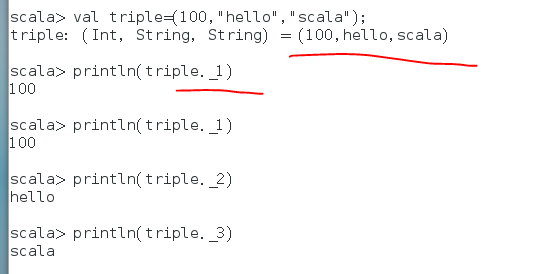 scala> val triple=(100,"hello","scala");
triple: (Int, String, String) = (100,hello,scala)
scala> println(triple._1)
100
scala> println(triple._1)
100
scala> println(triple._2)
hello
scala> println(triple._3)
scala